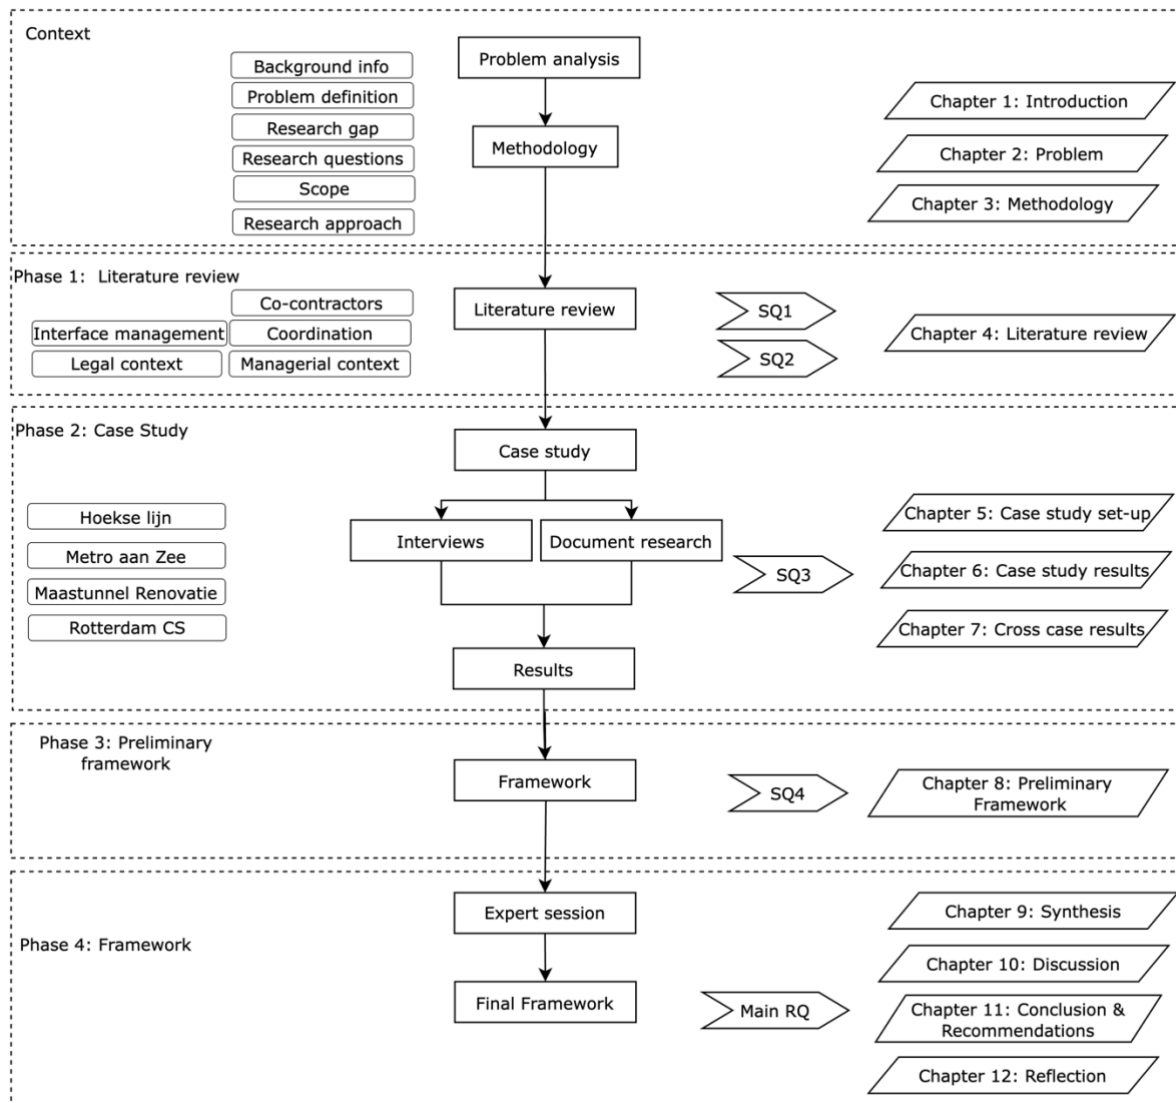 Context
Background info
Problem definition
Research gap
Research questions
Scope
Research approach
Problem analysis
Methodology
Chapter 1: Introduction
Chapter 2: Problem
Chapter 3: Methodology
Phase 1:  Literature review
Co-contractors
Interface management
Coordination
Legal context
Managerial context
Literature review
SQ1
SQ2
Chapter 4: Literature review
Phase 2: Case Study
Hoekse lijn
Metro aan Zee
Maastunnel Renovatie
Rotterdam CS
Case study
Interviews
Document research
Results
SQ3
Chapter 5: Case study set-up
Chapter 6: Case study results
Chapter 7: Cross case results
Phase 3: Preliminary
framework
Framework
SQ4
Chapter 8: Preliminary
Framework
Phase 4: Framework
Expert session
Final Framework
Main RQ
Chapter 9: Synthesis
Chapter 10: Discussion
Chapter 11: Conclusion &
Recommendations
Chapter 12: Reflection